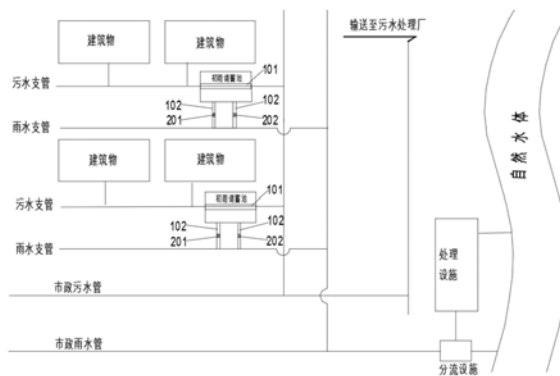 建筑物
建筑物
输送至污水处理厂
初雨调蓄池
101
污水支管
102
102
201
202
雨水支管
建筑物
建筑物
自然水体
初雨调蓄池
101
污水支管
102
102
201
202
雨水支管
处理
设施
市政污水管
市政雨水管
分流设施